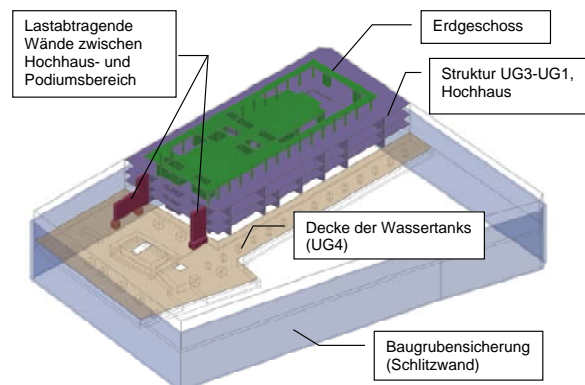 Lastabtragende
Wände zwischen
Hochhaus- und
Podiumsbereich
Erdgeschoss
Struktur UG3-UG1,
Hochhaus
Decke der Wassertanks
(UG4)
Baugrubensicherung
(Schlitzwand)